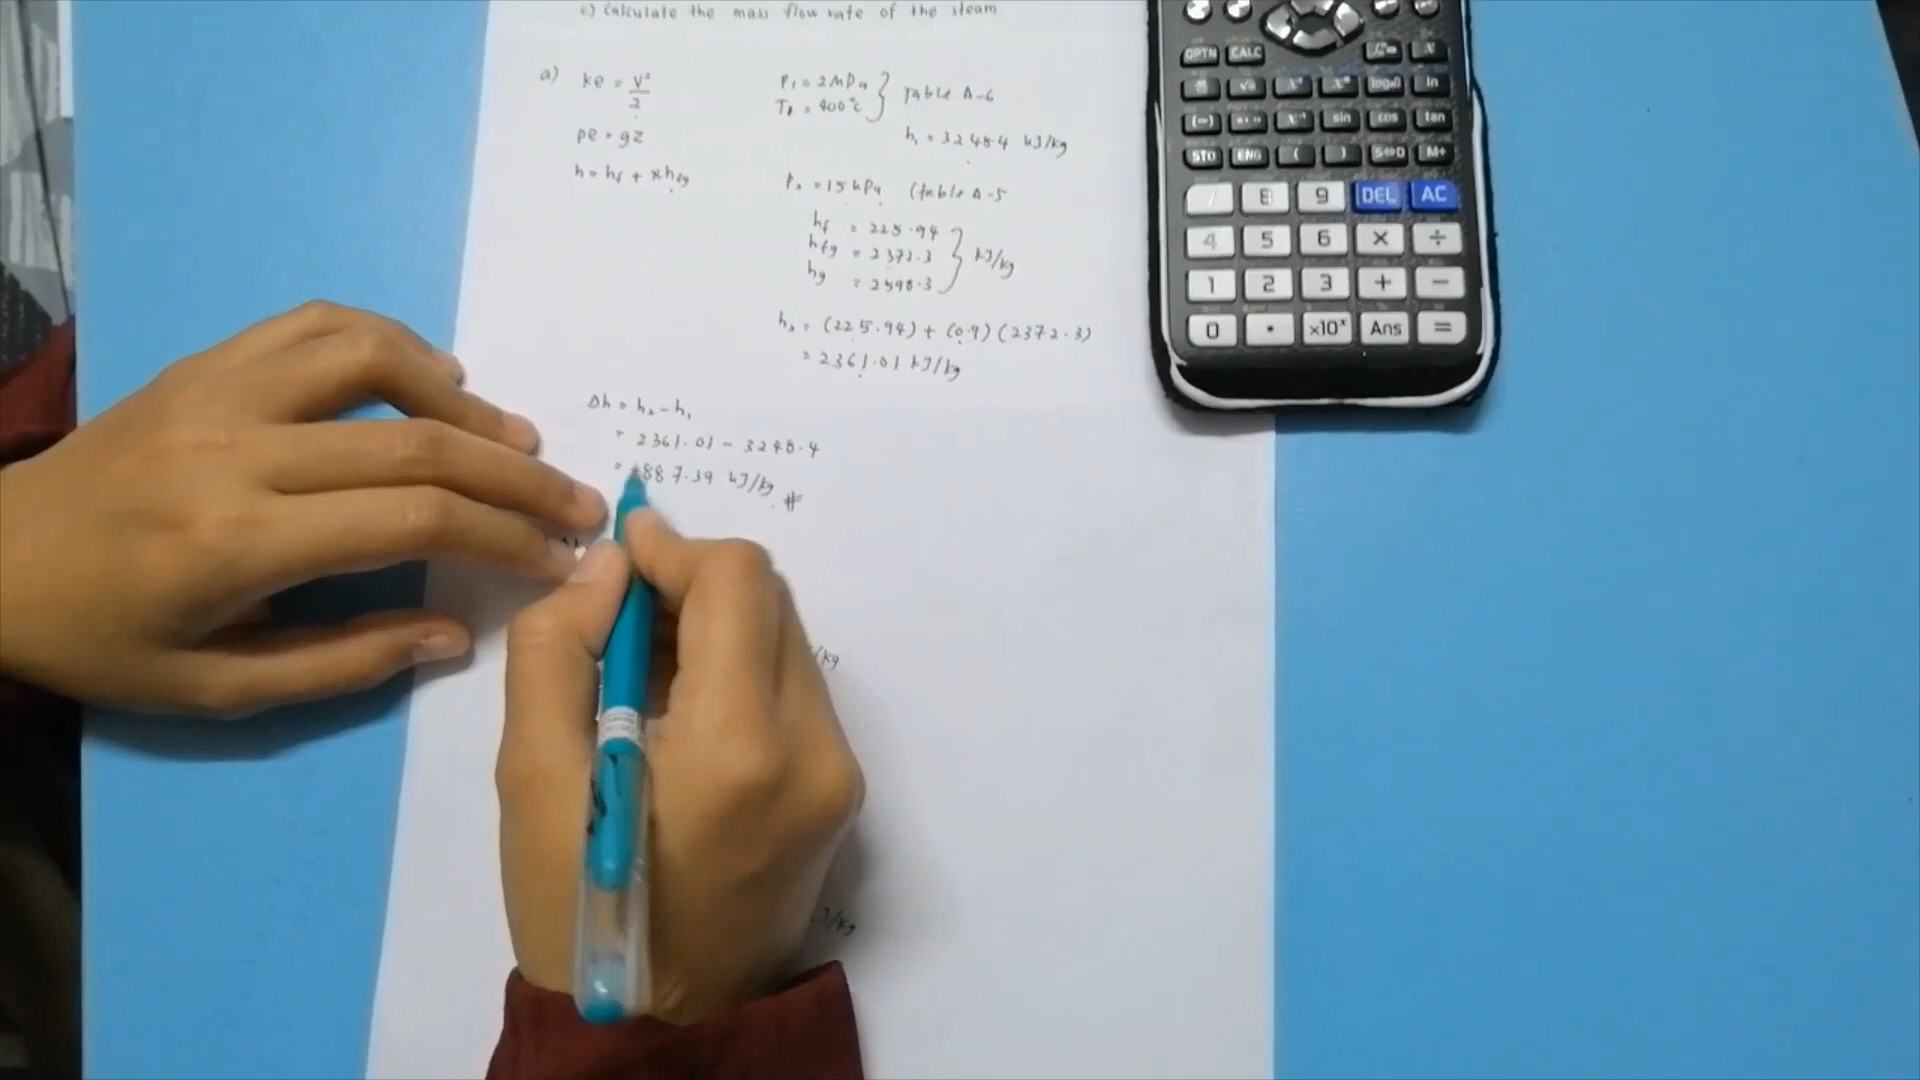 c) Calculate the mass flow rate of the steam.
a) ke = V²/2
pe = gz
h = hf + xhfg
P₁ = 2MPa } Table A-6
T₁ = 400°C
h₁ = 3248.4 kJ/kg
P₂ = 15kPa (table A-5
hf = 225.94
hfg = 2372.3 } kJ/kg
hg = 2598.3
h₂ = (225.94) + (0.9)(2372.3)
= 2361.01 kJ/kg
Δh = h₂ - h₁
= 2361.01 - 3248.4
= -887.39 kJ/kg #
/kg
J/kg
OPTN CALC
(-) x⁻¹ sin cos tan
STO ENG ( ) S⇔D M+
7 8 9 DEL AC
4 5 6 × ÷
1 2 3 + −
0 • ×10ˣ Ans =